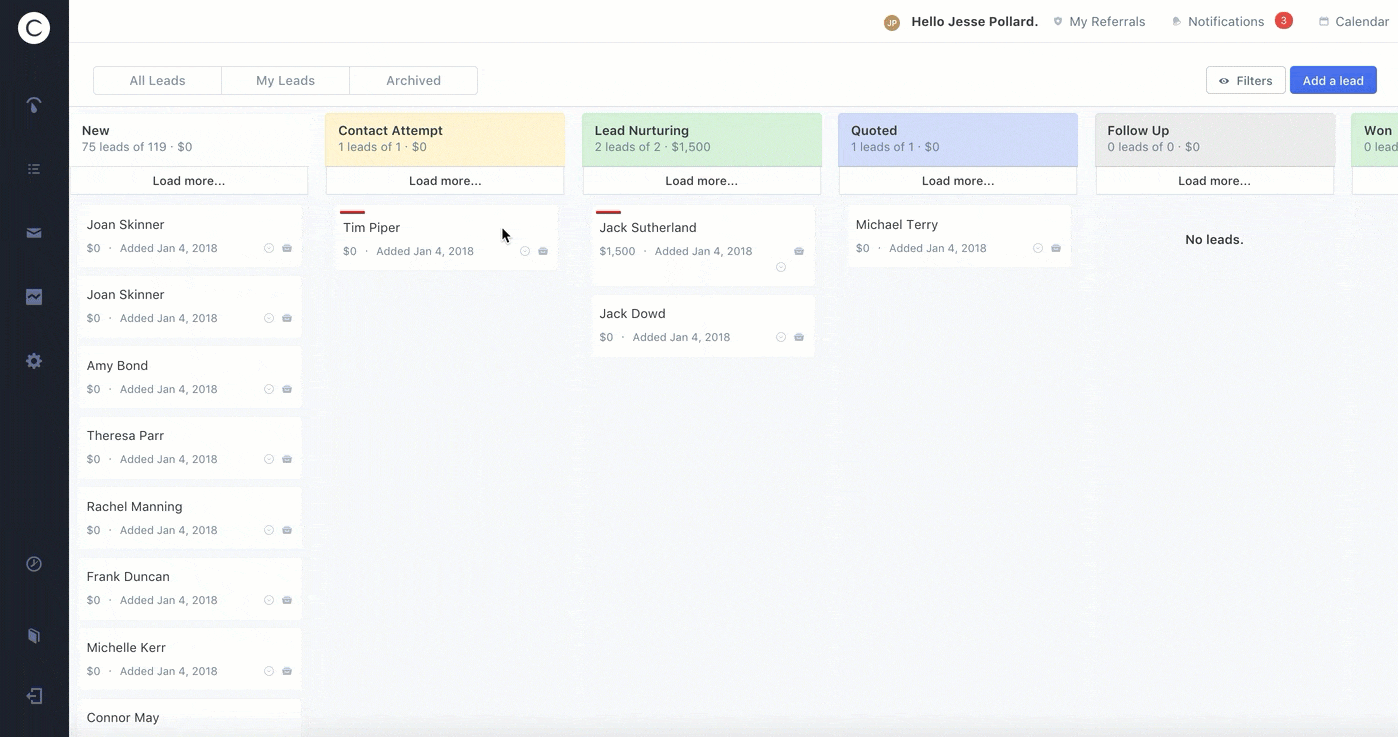 C
JP Hello Jesse Pollard. My Referrals Notifications 3 Calendar
All Leads My Leads Archived
Filters Add a lead
New
75 leads of 119 · $0
Load more...
Joan Skinner
$0 · Added Jan 4, 2018
Joan Skinner
$0 · Added Jan 4, 2018
Amy Bond
$0 · Added Jan 4, 2018
Theresa Parr
$0 · Added Jan 4, 2018
Rachel Manning
$0 · Added Jan 4, 2018
Frank Duncan
$0 · Added Jan 4, 2018
Michelle Kerr
$0 · Added Jan 4, 2018
Connor May
Contact Attempt
1 leads of 1 · $0
Load more...
Tim Piper
$0 · Added Jan 4, 2018
Lead Nurturing
2 leads of 2 · $1,500
Load more...
Jack Sutherland
$1,500 · Added Jan 4, 2018
Jack Dowd
$0 · Added Jan 4, 2018
Quoted
1 leads of 1 · $0
Load more...
Michael Terry
$0 · Added Jan 4, 2018
Follow Up
0 leads of 0 · $0
Load more...
No leads.
Won
0 lead